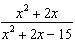 x² + 2x
x² + 2x − 15